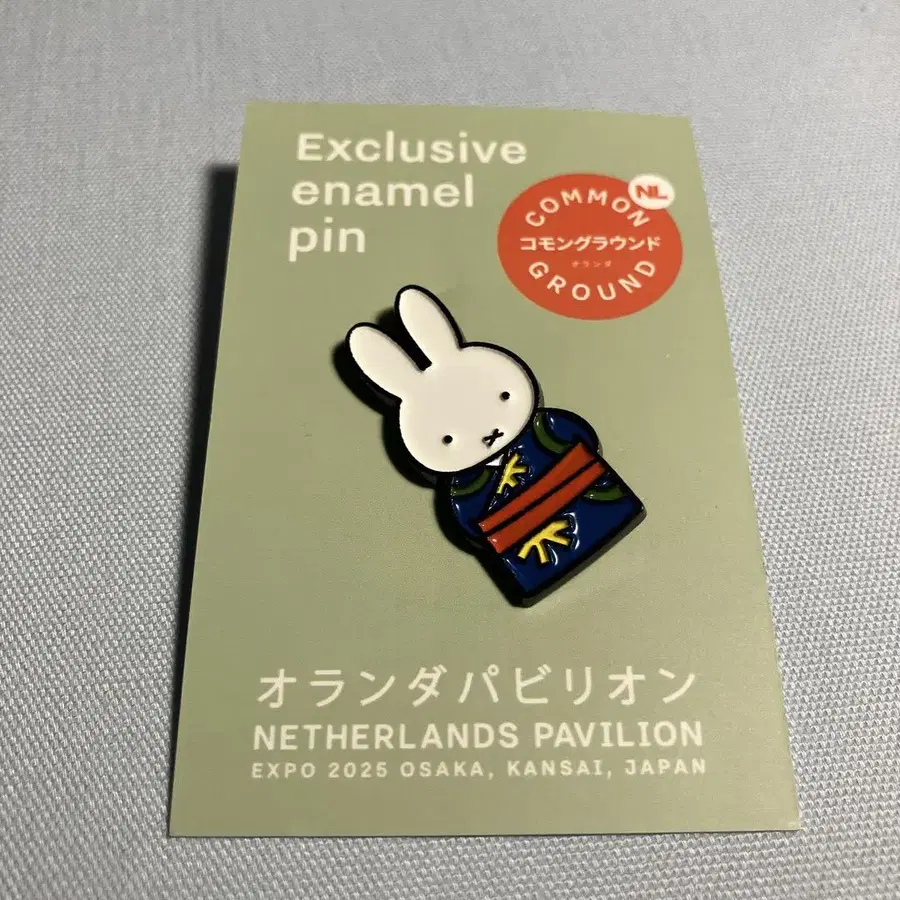 Exclusive
enamel
pin
NL
COMMON
コモングラウンド
オランダ
GROUND
オランダパビリオン
NETHERLANDS PAVILION
EXPO 2025 OSAKA, KANSAI, JAPAN